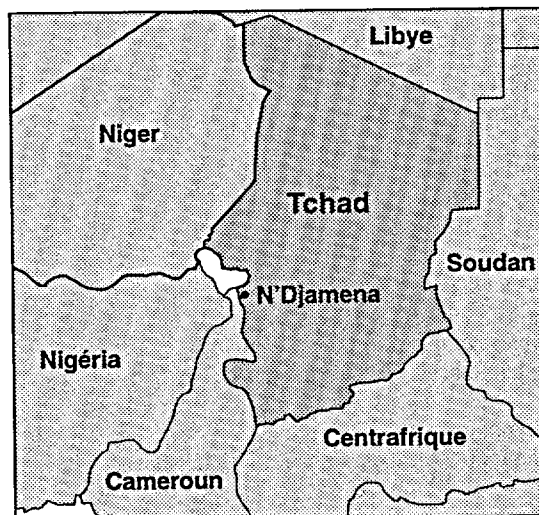 Libye
Niger
Tchad
Soudan
N'Djamena
Nigéria
Centrafrique
Cameroun